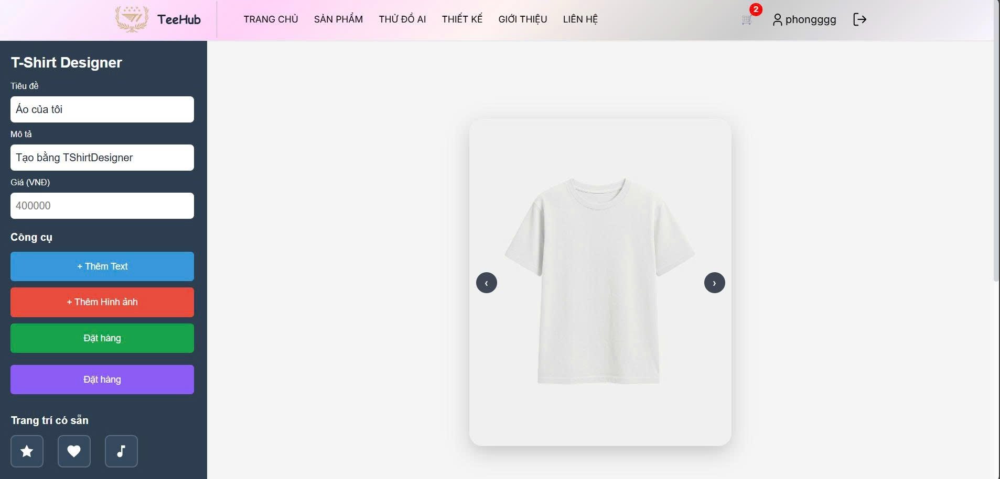 TeeHub
TRANG CHỦ SẢN PHẨM THỬ ĐỒ AI THIẾT KẾ GIỚI THIỆU LIÊN HỆ
2
phongggg
T-Shirt Designer
Tiêu đề
Áo của tôi
Mô tả
Tạo bằng TShirtDesigner
Giá (VNĐ)
400000
Công cụ
+ Thêm Text
+ Thêm Hình ảnh
Đặt hàng
Đặt hàng
Trang trí có sẵn